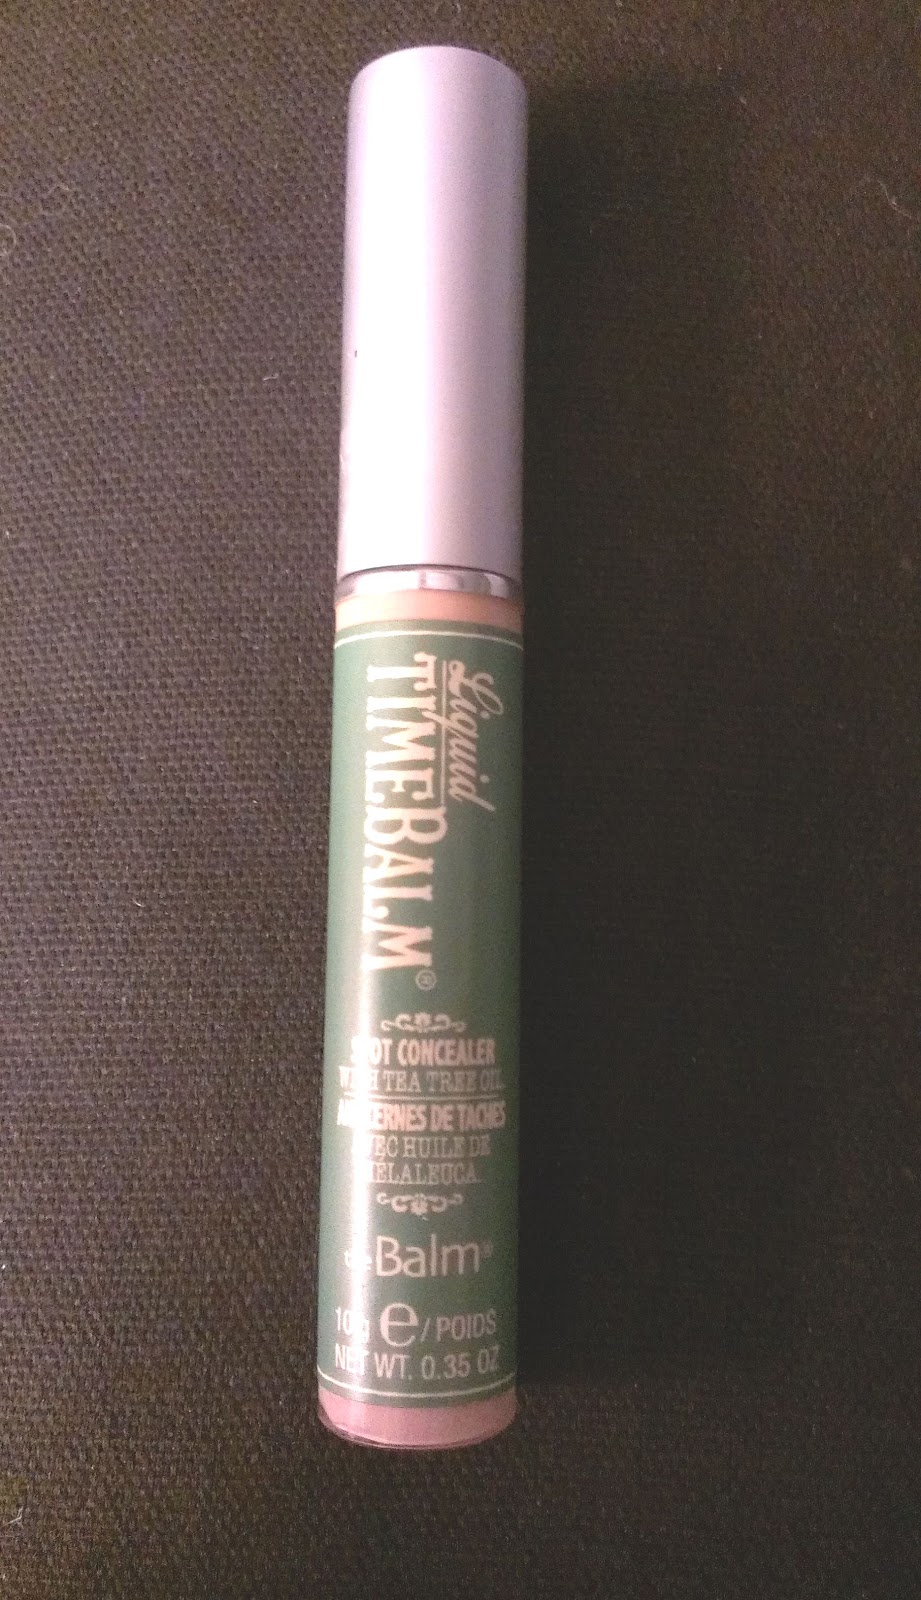 Liquid
TIMEBALM®
SPOT CONCEALER
WITH TEA TREE OIL
ANTICERNES DE TACHES
AVEC HUILE DE
MELALEUCA
theBalm®
10g e / POIDS
NET WT. 0.35 OZ